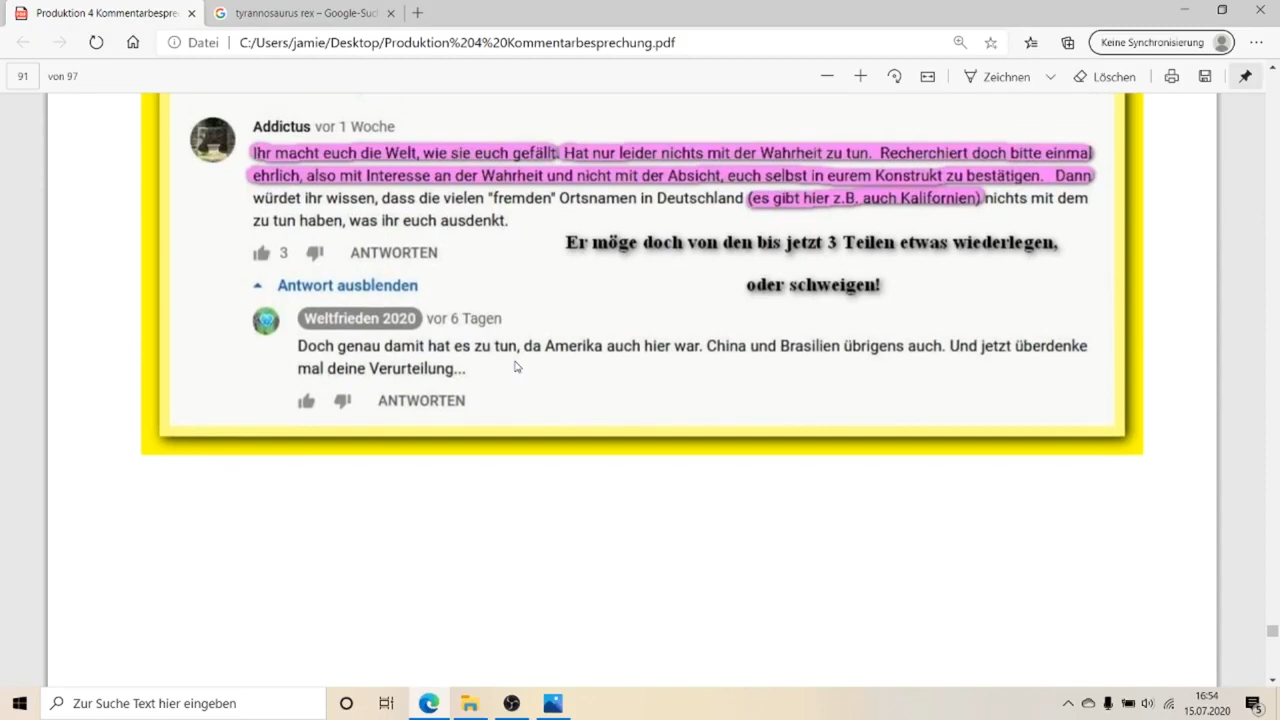 Produktion 4 Kommentarbespre
tyrannosaurus rex – Google-Suc
Datei
C:/Users/jamie/Desktop/Produktion%204%20Kommentarbesprechung.pdf
Keine Synchronisierung
91
von 97
Zeichnen
Löschen
Addictus vor 1 Woche
Ihr macht euch die Welt, wie sie euch gefällt. Hat nur leider nichts mit der Wahrheit zu tun. Recherchiert doch bitte einmal
ehrlich, also mit Interesse an der Wahrheit und nicht mit der Absicht, euch selbst in eurem Konstrukt zu bestätigen. Dann
würdet ihr wissen, dass die vielen "fremden" Ortsnamen in Deutschland (es gibt hier z.B. auch Kalifornien) nichts mit dem
zu tun haben, was ihr euch ausdenkt.
Er möge doch von den bis jetzt 3 Teilen etwas wiederlegen,
3
ANTWORTEN
oder schweigen!
Antwort ausblenden
Weltfrieden 2020 vor 6 Tagen
Doch genau damit hat es zu tun, da Amerika auch hier war. China und Brasilien übrigens auch. Und jetzt überdenke
mal deine Verurteilung...
ANTWORTEN
Zur Suche Text hier eingeben
16:54
15.07.2020
5